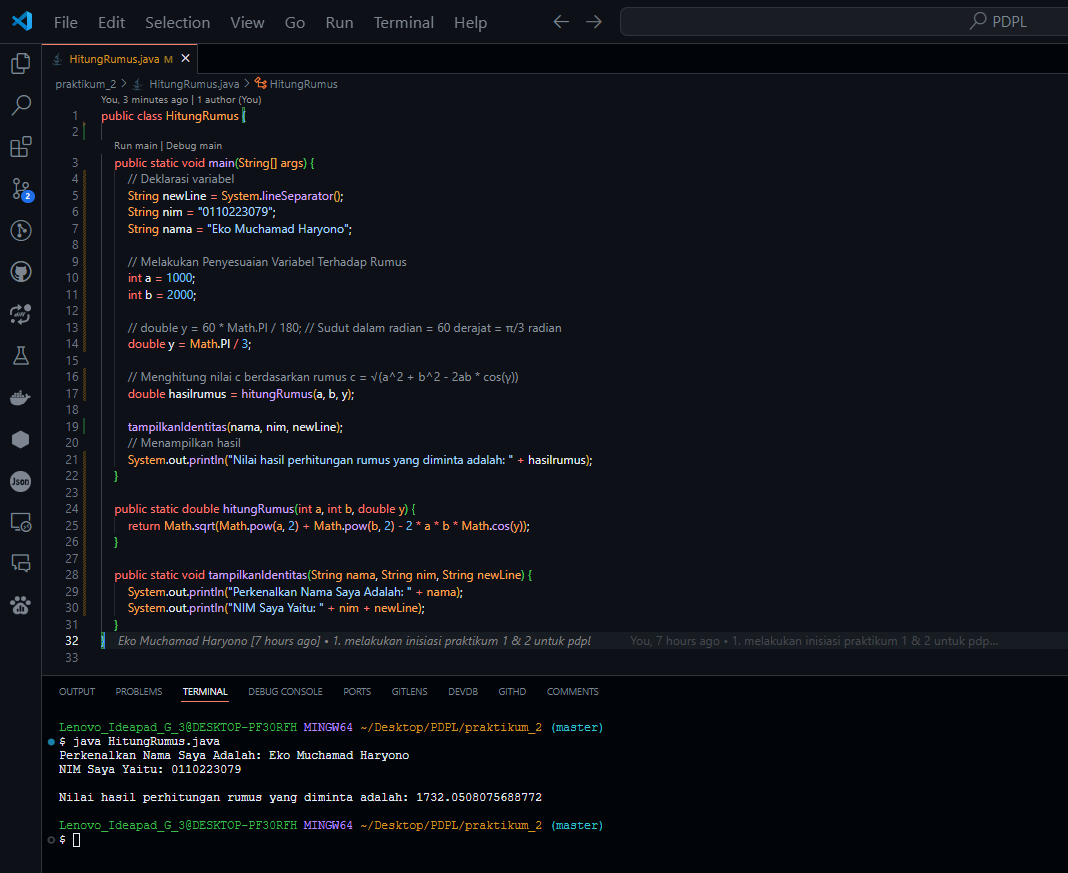 File Edit Selection View Go Run Terminal Help PDPL
HitungRumus.java M
praktikum_2 > HitungRumus.java > HitungRumus
You, 3 minutes ago | 1 author (You)
1 public class HitungRumus {
2
Run main | Debug main
3 public static void main(String[] args) {
4 // Deklarasi variabel
5 String newLine = System.lineSeparator();
6 String nim = "0110223079";
7 String nama = "Eko Muchamad Haryono";
8
9 // Melakukan Penyesuaian Variabel Terhadap Rumus
10 int a = 1000;
11 int b = 2000;
12
13 // double y = 60 * Math.PI / 180; // Sudut dalam radian = 60 derajat = π/3 radian
14 double y = Math.PI / 3;
15
16 // Menghitung nilai c berdasarkan rumus c = √(a^2 + b^2 - 2ab * cos(γ))
17 double hasilrumus = hitungRumus(a, b, y);
18
19 tampilkanIdentitas(nama, nim, newLine);
20 // Menampilkan hasil
21 System.out.println("Nilai hasil perhitungan rumus yang diminta adalah: " + hasilrumus);
22 }
23
24 public static double hitungRumus(int a, int b, double y) {
25 return Math.sqrt(Math.pow(a, 2) + Math.pow(b, 2) - 2 * a * b * Math.cos(y));
26 }
27
28 public static void tampilkanIdentitas(String nama, String nim, String newLine) {
29 System.out.println("Perkenalkan Nama Saya Adalah: " + nama);
30 System.out.println("NIM Saya Yaitu: " + nim + newLine);
31 }
32 } Eko Muchamad Haryono [7 hours ago] • 1. melakukan inisiasi praktikum 1 & 2 untuk pdpl You, 7 hours ago • 1. melakukan inisiasi praktikum 1 & 2 untuk pdp...
33
2
Json
OUTPUT PROBLEMS TERMINAL DEBUG CONSOLE PORTS GITLENS DEVDB GITHD COMMENTS
Lenovo_Ideapad_G_3@DESKTOP-PF30RFH MINGW64 ~/Desktop/PDPL/praktikum_2 (master)
$ java HitungRumus.java
Perkenalkan Nama Saya Adalah: Eko Muchamad Haryono
NIM Saya Yaitu: 0110223079
Nilai hasil perhitungan rumus yang diminta adalah: 1732.0508075688772
Lenovo_Ideapad_G_3@DESKTOP-PF30RFH MINGW64 ~/Desktop/PDPL/praktikum_2 (master)
$